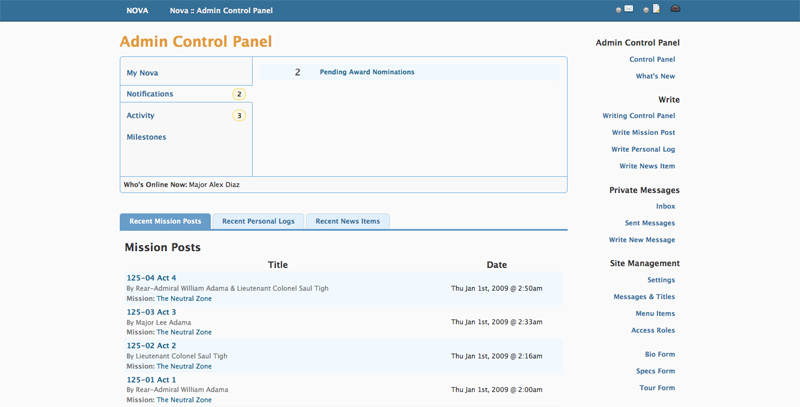 NOVA
Nova :: Admin Control Panel
Admin Control Panel
My Nova
Notifications 2
Activity 3
Milestones
2 Pending Award Nominations
Who's Online Now: Major Alex Diaz
Recent Mission Posts
Recent Personal Logs
Recent News Items
Mission Posts
Title Date
125-04 Act 4
By Rear-Admiral William Adama & Lieutenant Colonel Saul Tigh
Mission: The Neutral Zone
Thu Jan 1st, 2009 @ 2:50am
125-03 Act 3
By Major Lee Adama
Mission: The Neutral Zone
Thu Jan 1st, 2009 @ 2:33am
125-02 Act 2
By Lieutenant Colonel Saul Tigh
Mission: The Neutral Zone
Thu Jan 1st, 2009 @ 2:16am
125-01 Act 1
By Rear-Admiral William Adama
Mission: The Neutral Zone
Thu Jan 1st, 2009 @ 2:00am
Admin Control Panel
Control Panel
What's New
Write
Writing Control Panel
Write Mission Post
Write Personal Log
Write News Item
Private Messages
Inbox
Sent Messages
Write New Message
Site Management
Settings
Messages & Titles
Menu Items
Access Roles
Bio Form
Specs Form
Tour Form